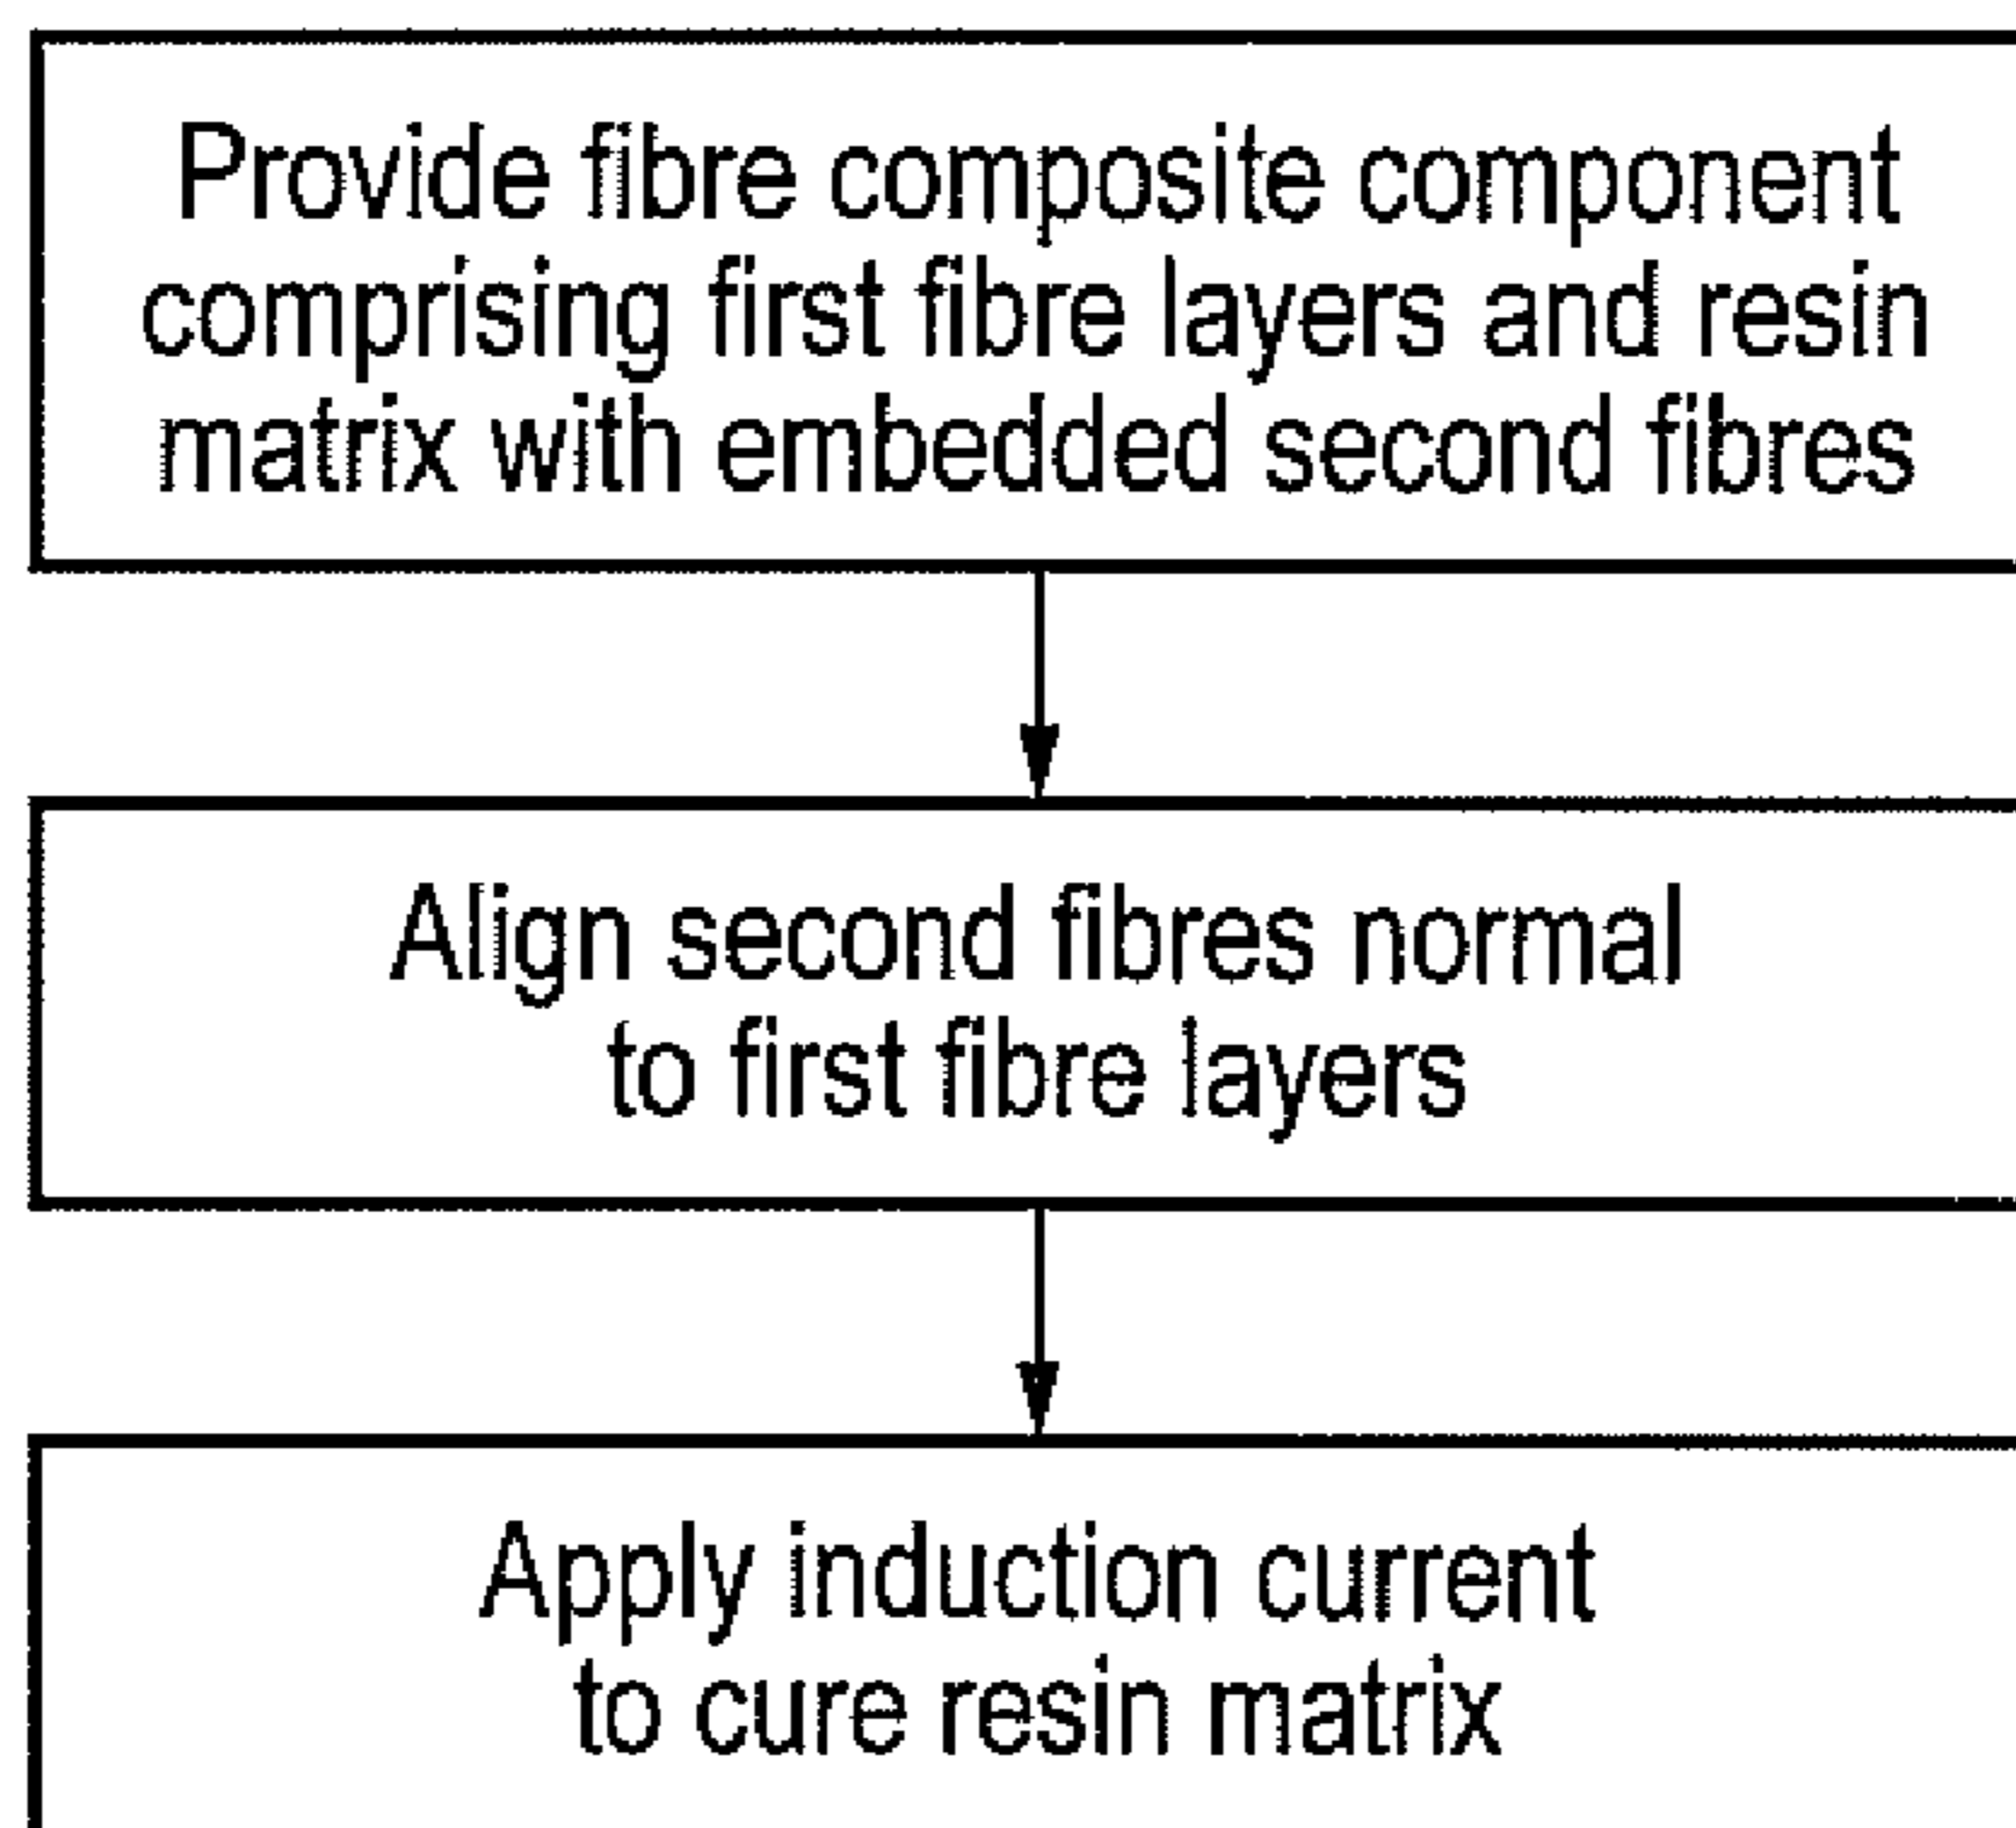 Provide fibre composite component
comprising first fibre layers and resin
matrix with embedded second fibres
Align second fibres normal
to first fibre layers
Apply induction current
to cure resin matrix